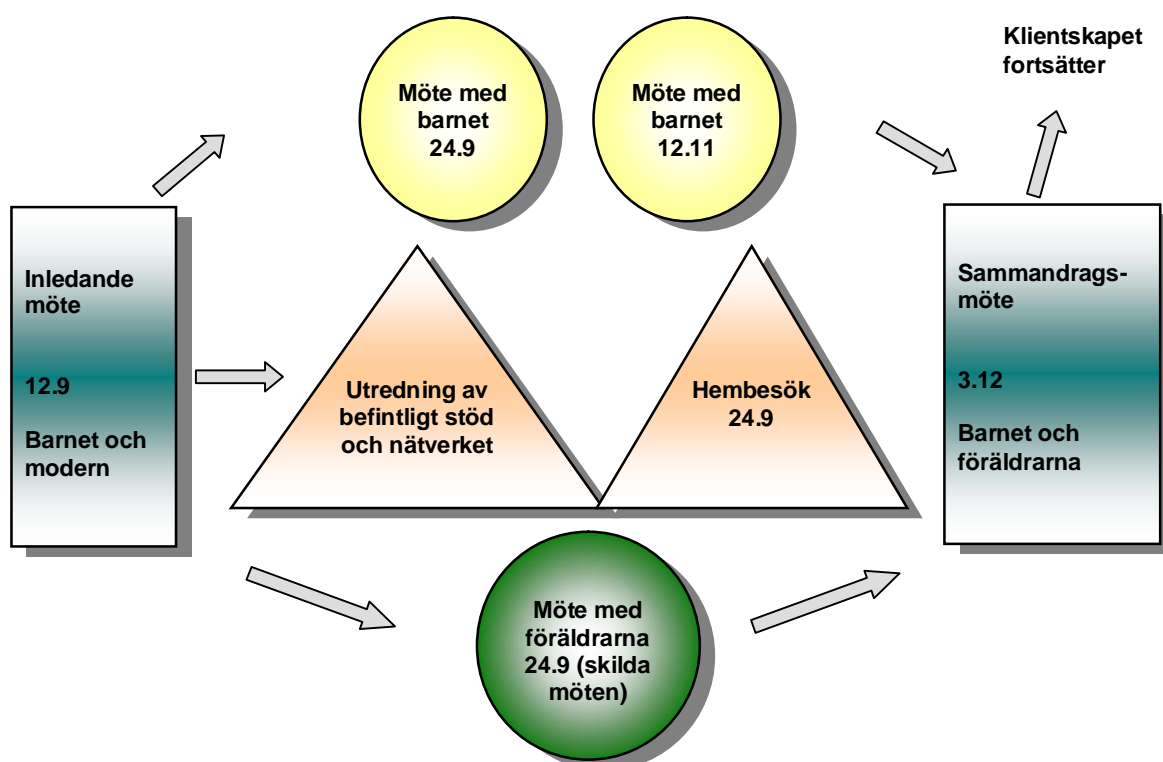 Inledande
möte
12.9
Barnet och
modern
Möte med
barnet
24.9
Möte med
barnet
12.11
Utredning av
befintligt stöd
och nätverket
Hembesök
24.9
Möte med
föräldrarna
24.9 (skilda
möten)
Sammandrags-
möte
3.12
Barnet och
föräldrarna
Klientskapet
fortsätter